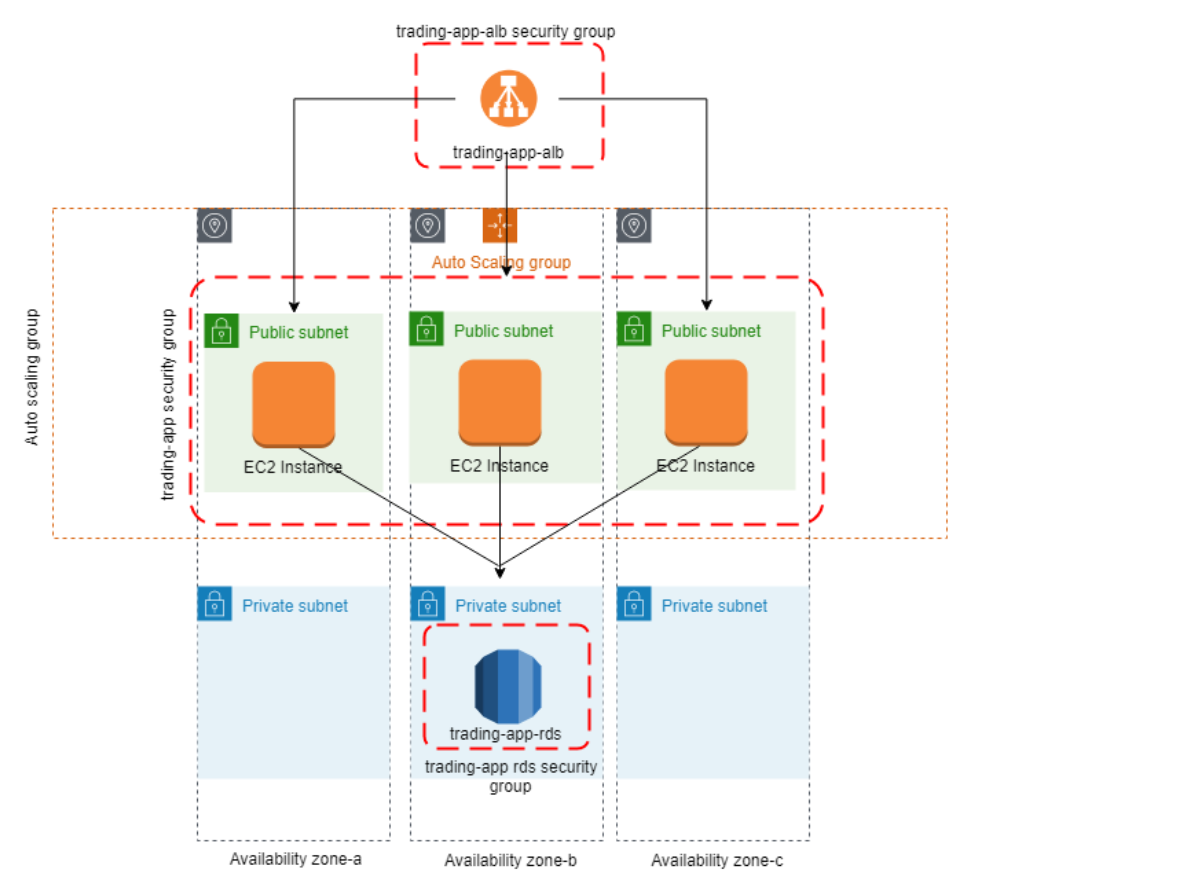 trading-app-alb security group
trading-app-alb
Auto Scaling group
Auto scaling group
trading-app security group
Public subnet
Public subnet
Public subnet
EC2 Instance
EC2 Instance
EC2 Instance
Private subnet
Private subnet
Private subnet
trading-app-rds
trading-app rds security
group
Availability zone-a
Availability zone-b
Availability zone-c